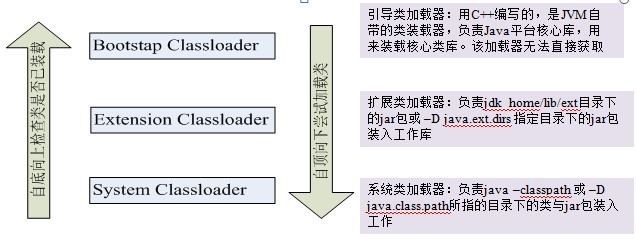 自底向上检查类是否已装载
Bootstap Classloader
Extension Classloader
System Classloader
自顶向下尝试加载类
引导类加载器：用C++编写的，是JVM自
带的类装载器，负责Java平台核心库，用
来装载核心类库。该加载器无法直接获取
扩展类加载器：负责jdk_home/lib/ext目录下
的jar包或 –D java.ext.dirs 指定目录下的jar包
装入工作库
系统类加载器：负责java –classpath 或 –D
java.class.path所指的目录下的类与jar包装入
工作